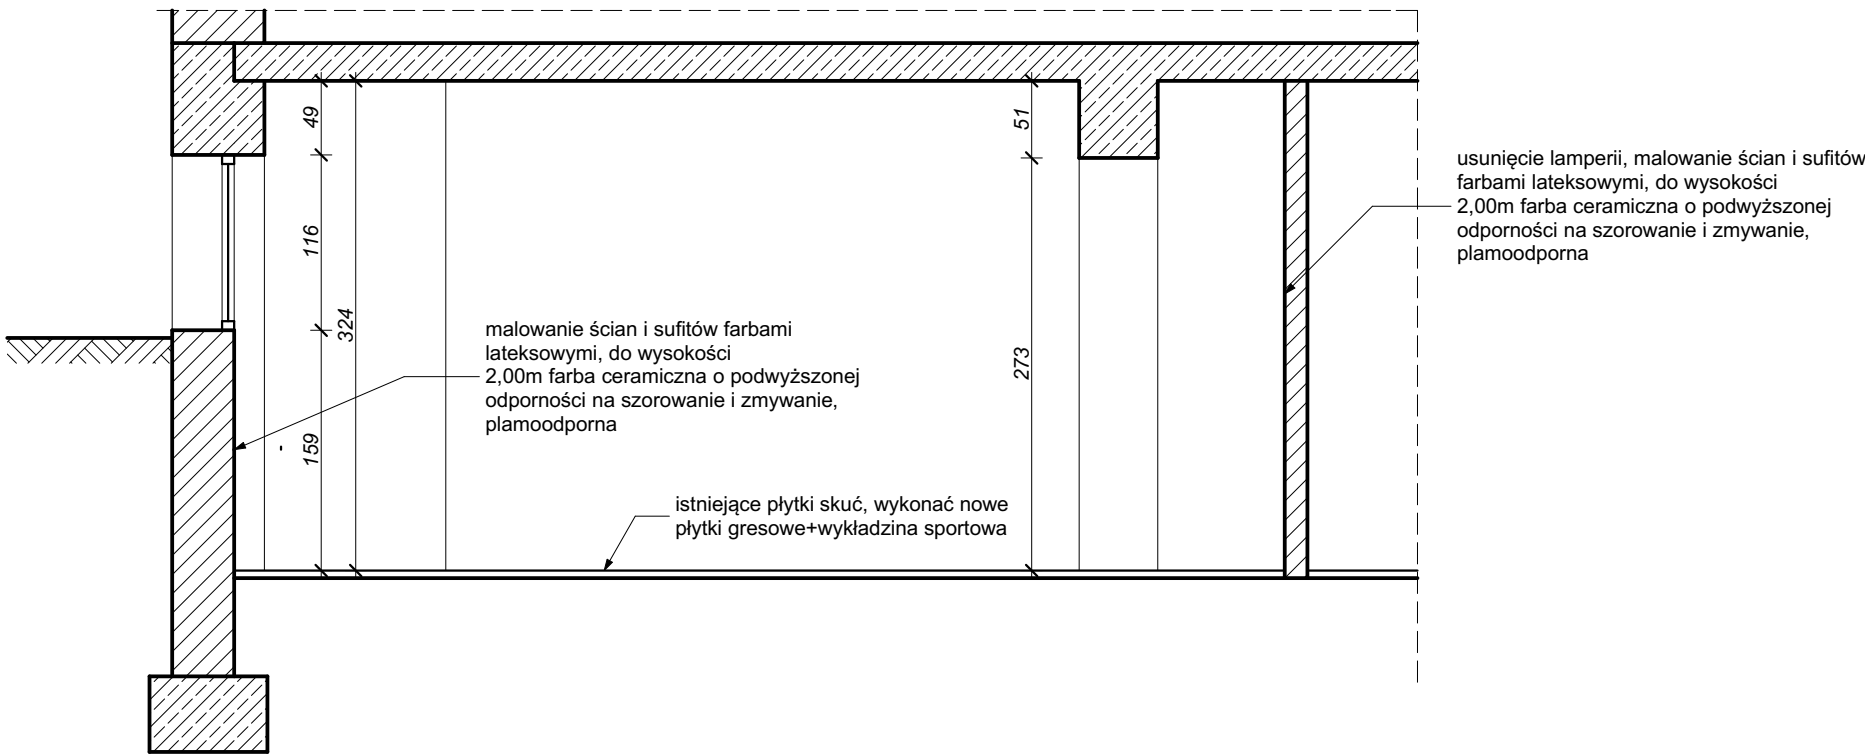 49
51
116
324
273
159
usunięcie lamperii, malowanie ścian i sufitów
farbami lateksowymi, do wysokości
2,00m farba ceramiczna o podwyższonej
odporności na szorowanie i zmywanie,
plamoodporna
malowanie ścian i sufitów farbami
lateksowymi, do wysokości
2,00m farba ceramiczna o podwyższonej
odporności na szorowanie i zmywanie,
plamoodporna
istniejące płytki skuć, wykonać nowe
płytki gresowe+wykładzina sportowa